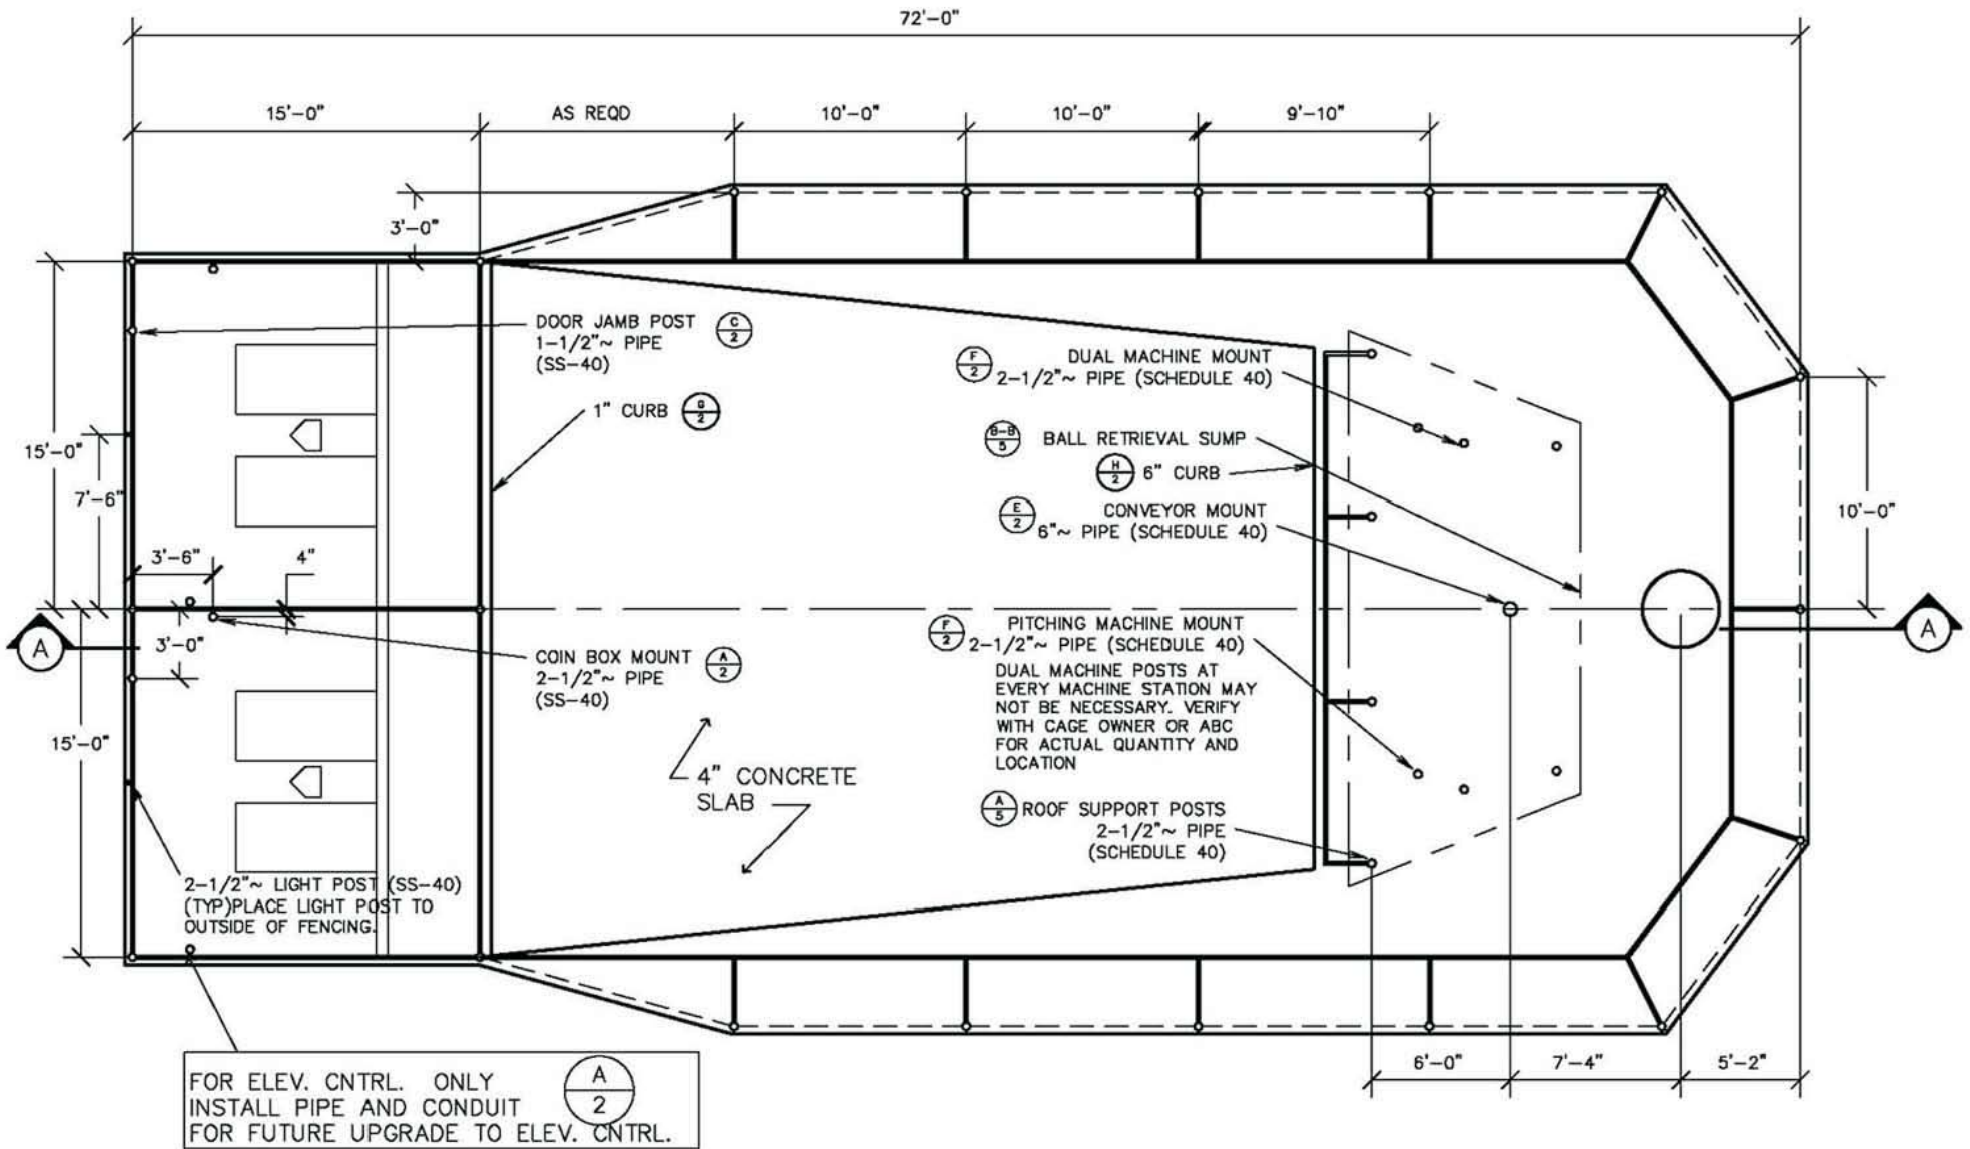 72'-0"
15'-0"
AS REQD
10'-0"
10'-0"
9'-10"
3'-0"
DOOR JAMB POST
1-1/2"~ PIPE
(SS-40)
C
2
1" CURB
G
2
F
2
DUAL MACHINE MOUNT
2-1/2"~ PIPE (SCHEDULE 40)
B-B
5
BALL RETRIEVAL SUMP
H
2
6" CURB
E
2
CONVEYOR MOUNT
6"~ PIPE (SCHEDULE 40)
15'-0"
7'-6"
10'-0"
3'-6"
4"
A
3'-0"
COIN BOX MOUNT
2-1/2"~ PIPE
(SS-40)
A
2
F
2
PITCHING MACHINE MOUNT
2-1/2"~ PIPE (SCHEDULE 40)
DUAL MACHINE POSTS AT
EVERY MACHINE STATION MAY
NOT BE NECESSARY. VERIFY
WITH CAGE OWNER OR ABC
FOR ACTUAL QUANTITY AND
LOCATION
A
15'-0"
4" CONCRETE
SLAB
A
5
ROOF SUPPORT POSTS
2-1/2"~ PIPE
(SCHEDULE 40)
2-1/2"~ LIGHT POST (SS-40)
(TYP)PLACE LIGHT POST TO
OUTSIDE OF FENCING.
6'-0"
7'-4"
5'-2"
FOR ELEV. CNTRL. ONLY
INSTALL PIPE AND CONDUIT
FOR FUTURE UPGRADE TO ELEV. CNTRL.
A
2